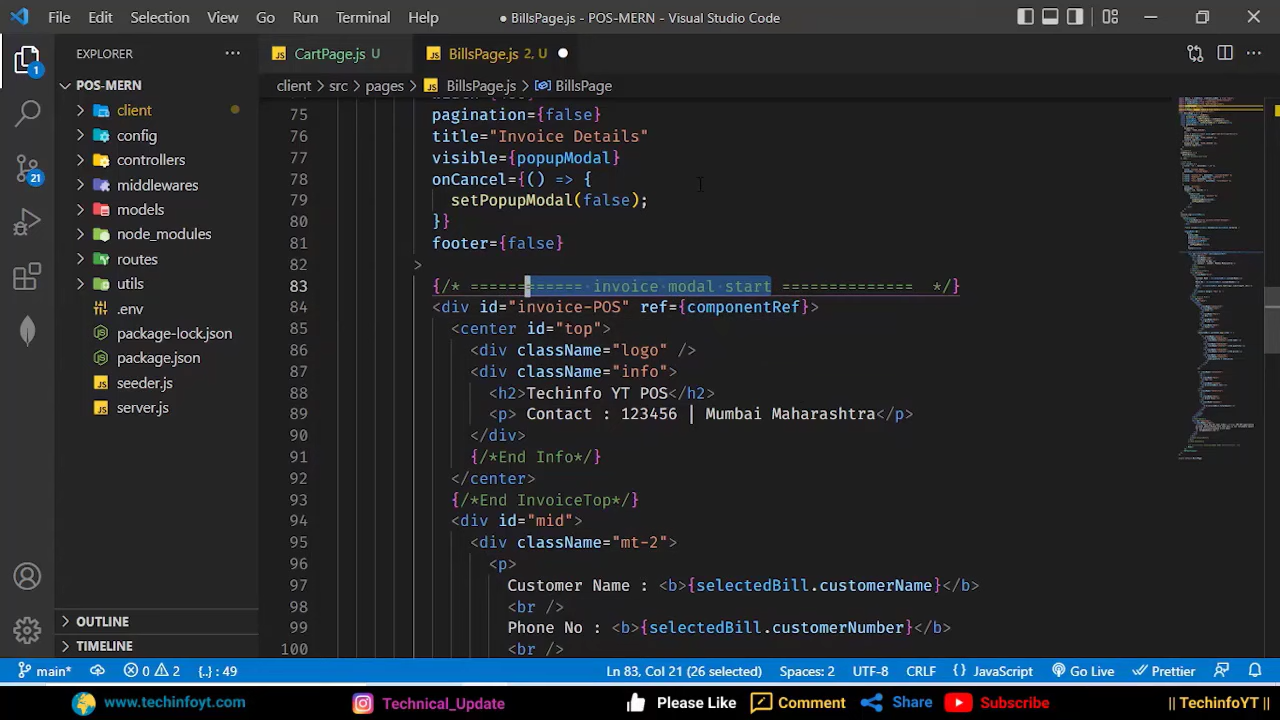 File Edit Selection View Go Run Terminal Help ● BillsPage.js - POS-MERN - Visual Studio Code
EXPLORER ···
JS CartPage.js U
JS BillsPage.js 2, U
client > src > pages > JS BillsPage.js > BillsPage
POS-MERN
client
config
controllers
middlewares
models
node_modules
routes
utils
.env
package-lock.json
package.json
JS seeder.js
JS server.js
OUTLINE
TIMELINE
1
21
75 pagination={false}
76 title="Invoice Details"
77 visible={popupModal}
78 onCancel={() => {
79 setPopupModal(false);
80 }}
81 footer={false}
82 >
83 {/* ============ invoice modal start ==============  */}
84 <div id="invoice-POS" ref={componentRef}>
85 <center id="top">
86 <div className="logo" />
87 <div className="info">
88 <h2>Techinfo YT POS</h2>
89 <p> Contact : 123456 | Mumbai Maharashtra</p>
90 </div>
91 {/*End Info*/}
92 </center>
93 {/*End InvoiceTop*/}
94 <div id="mid">
95 <div className="mt-2">
96 <p>
97 Customer Name : <b>{selectedBill.customerName}</b>
98 <br />
99 Phone No : <b>{selectedBill.customerNumber}</b>
100 <br />
main* 0 2 {..} : 49 Ln 83, Col 21 (26 selected) Spaces: 2 UTF-8 CRLF {} JavaScript Go Live Prettier
www.techinfoyt.com Technical_Update Please Like Comment Share Subscribe || TechinfoYT ||